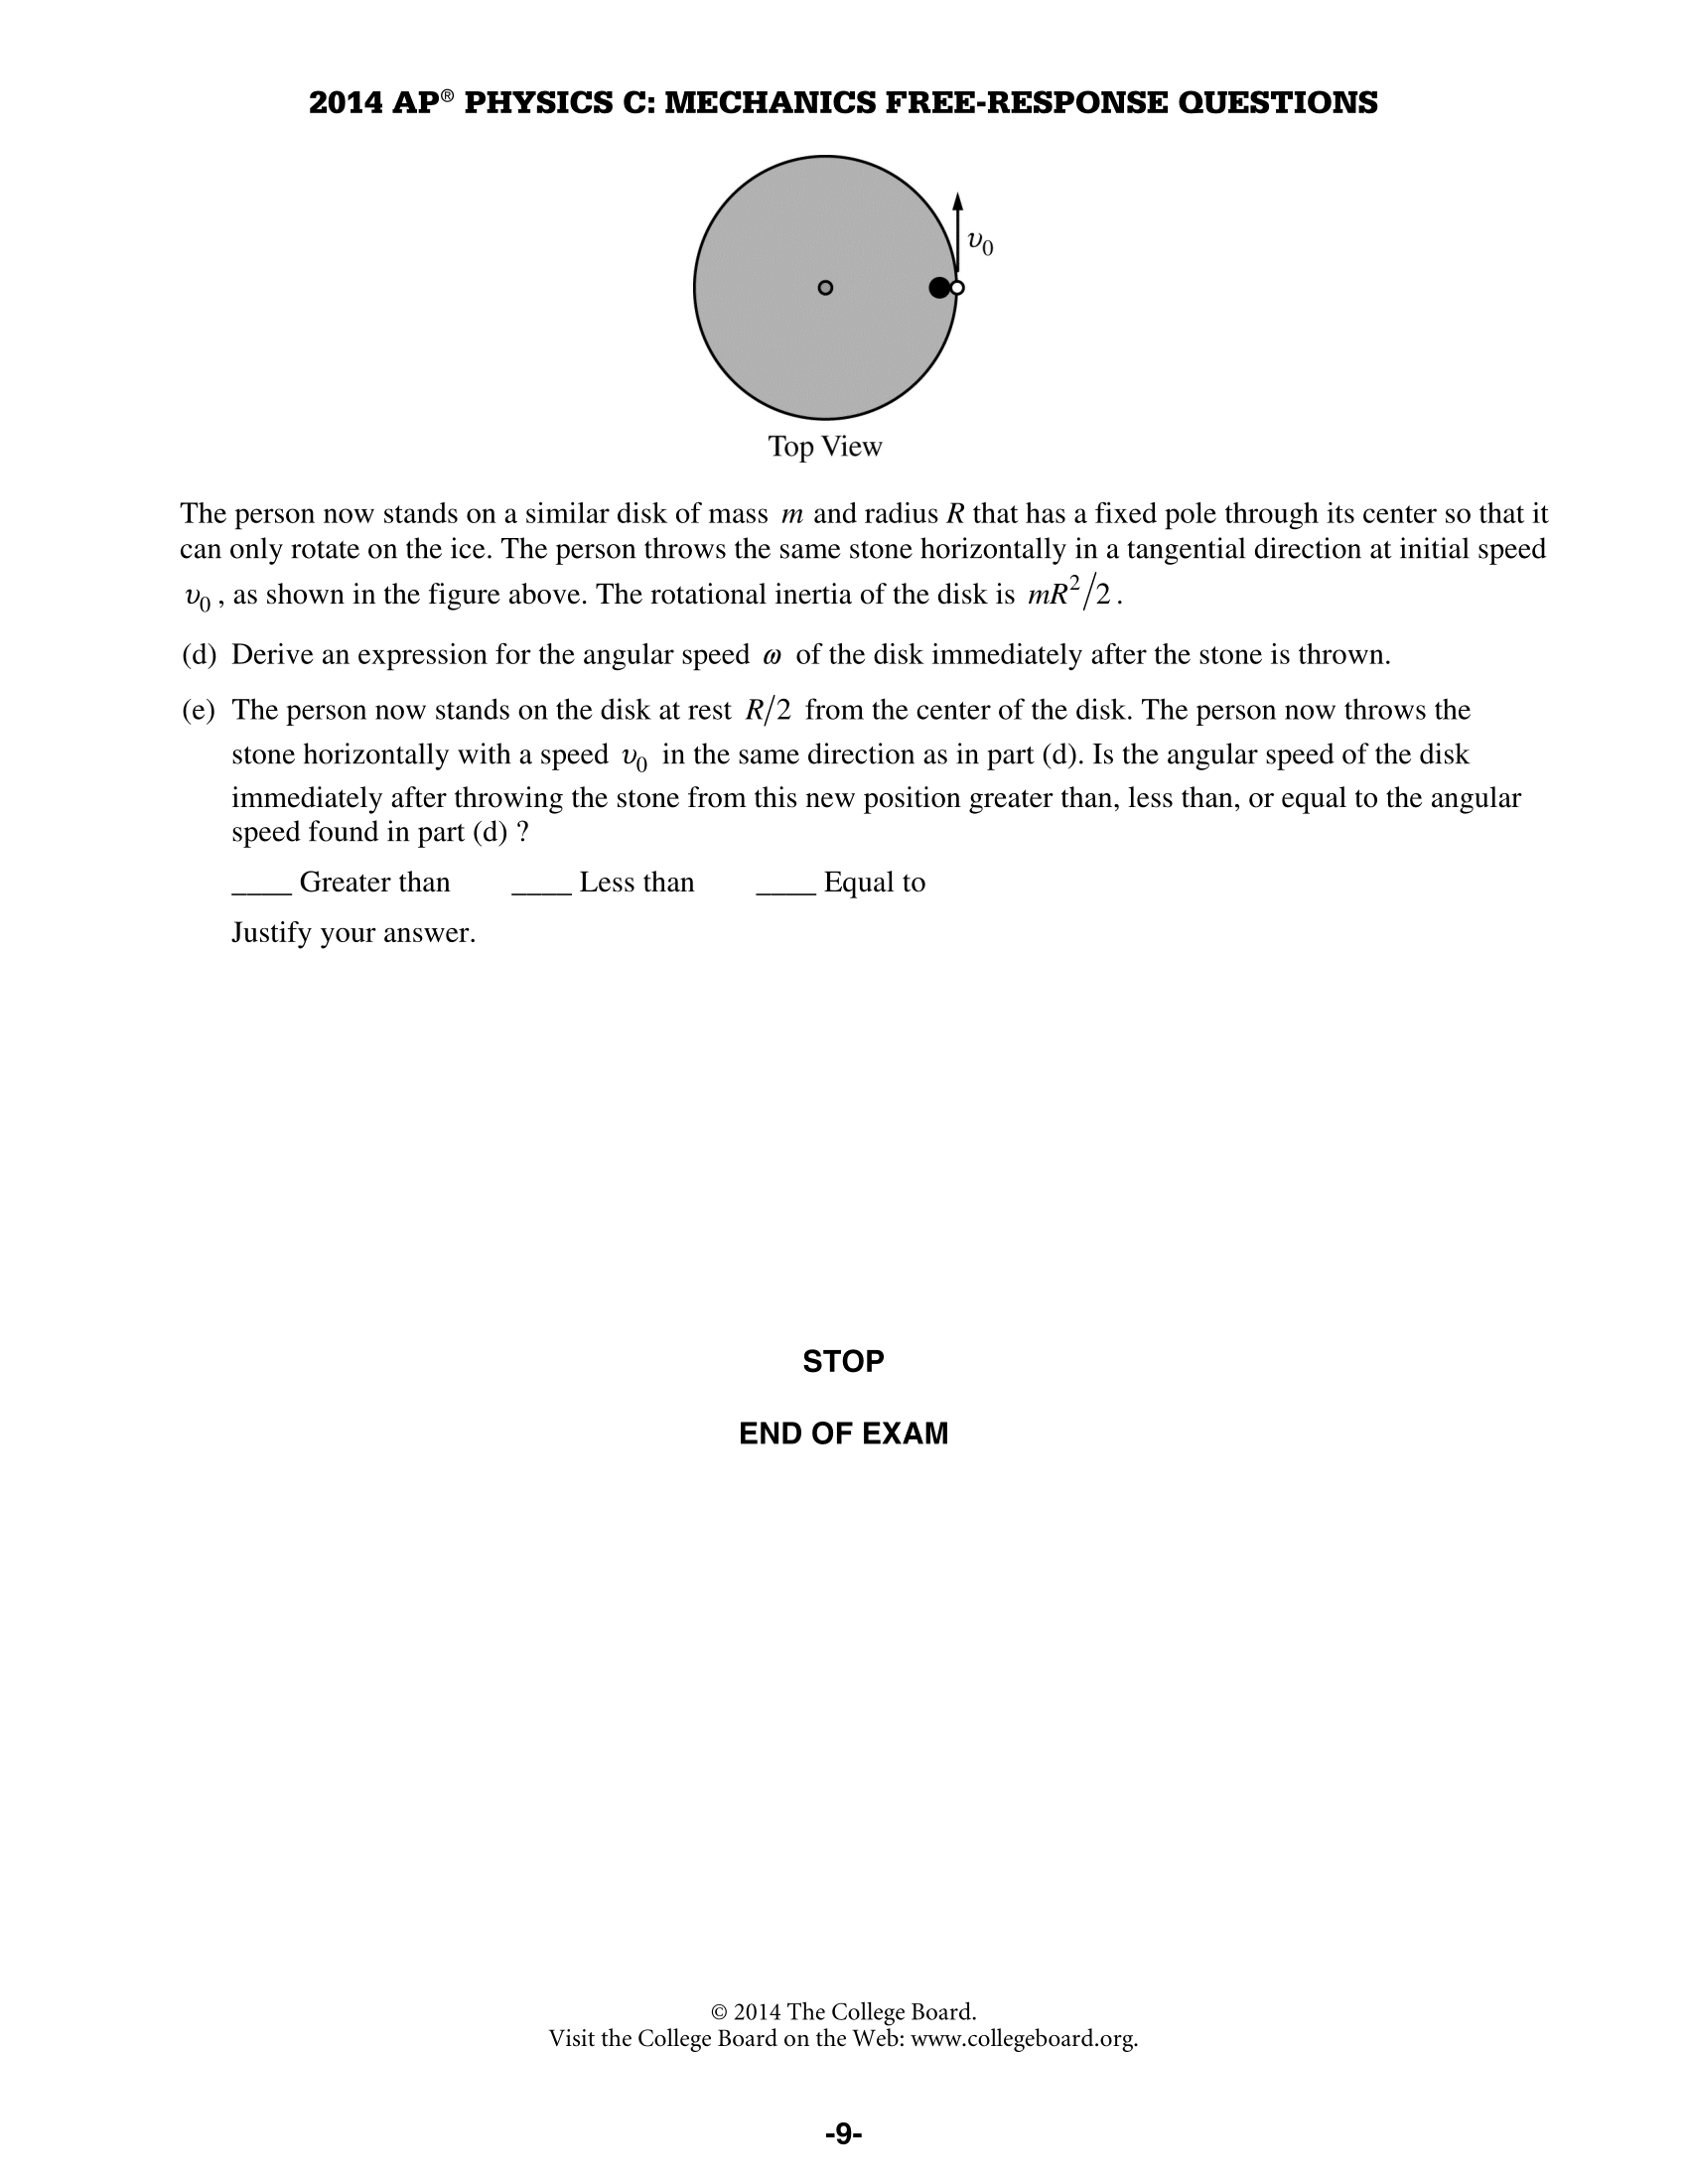 2014 AP® PHYSICS C: MECHANICS FREE-RESPONSE QUESTIONS
υ₀
Top View
The person now stands on a similar disk of mass m and radius R that has a fixed pole through its center so that it
can only rotate on the ice. The person throws the same stone horizontally in a tangential direction at initial speed
υ₀ , as shown in the figure above. The rotational inertia of the disk is mR²/2 .
(d) Derive an expression for the angular speed ω of the disk immediately after the stone is thrown.
(e) The person now stands on the disk at rest R/2 from the center of the disk. The person now throws the
stone horizontally with a speed υ₀ in the same direction as in part (d). Is the angular speed of the disk
immediately after throwing the stone from this new position greater than, less than, or equal to the angular
speed found in part (d) ?
____ Greater than ____ Less than ____ Equal to
Justify your answer.
STOP
END OF EXAM
© 2014 The College Board.
Visit the College Board on the Web: www.collegeboard.org.
-9-